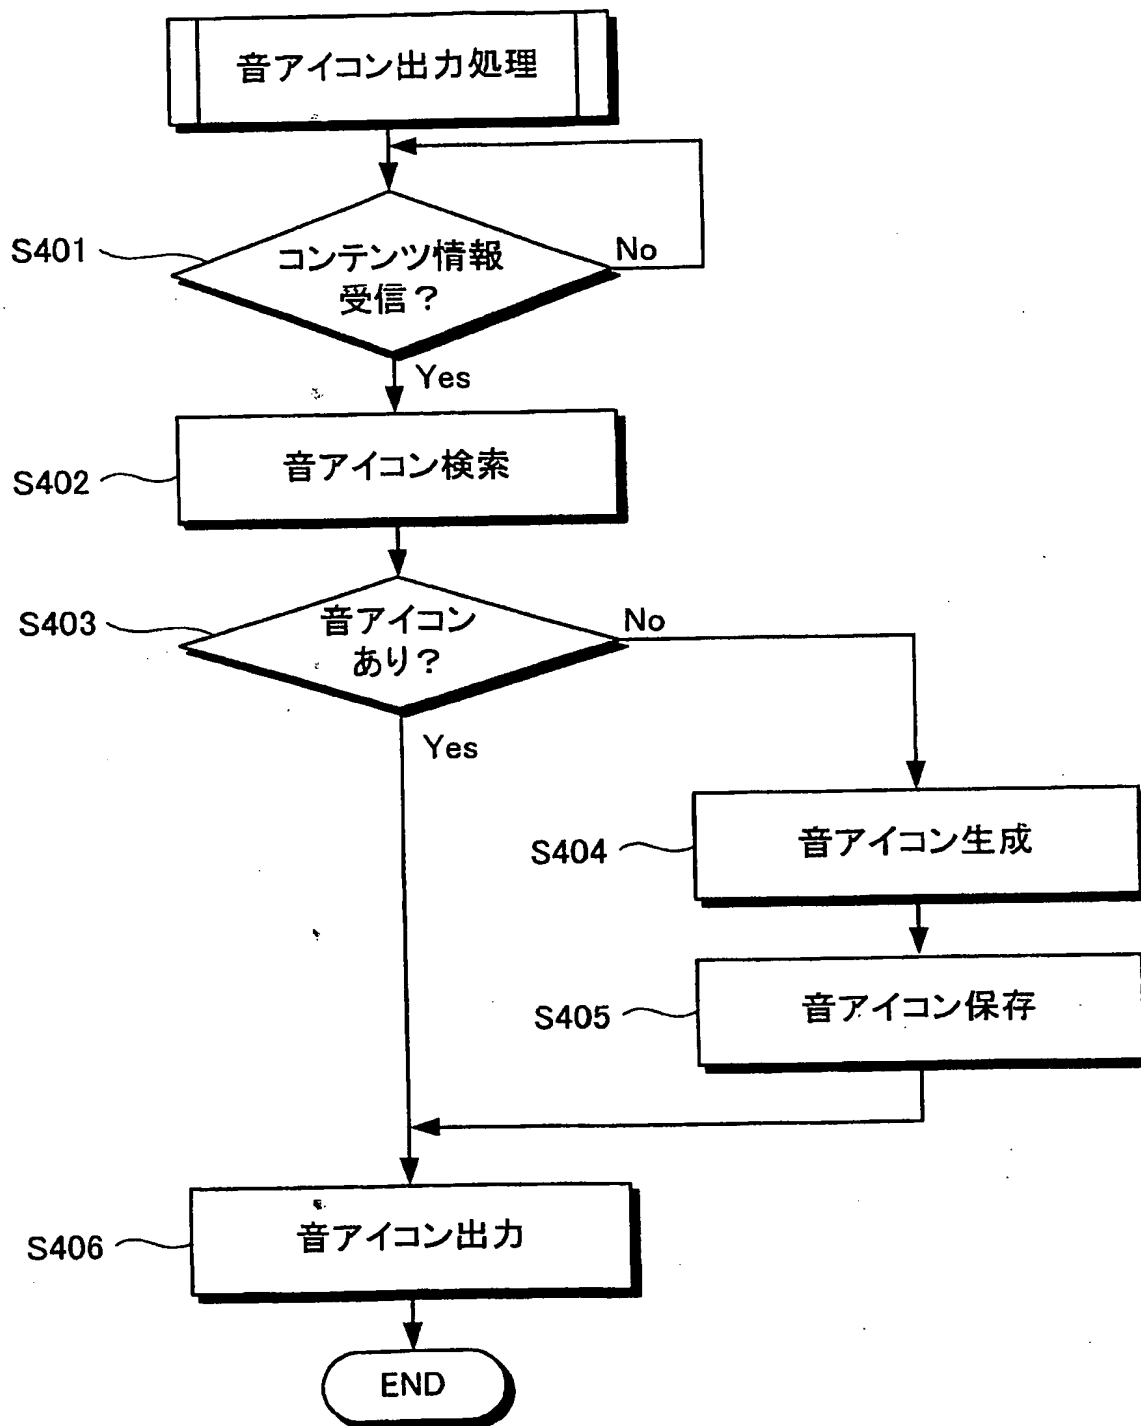 音アイコン出力処理
S401
コンテンツ情報
受信？
No
Yes
S402
音アイコン検索
S403
音アイコン
あり？
No
Yes
S404
音アイコン生成
S405
音アイコン保存
S406
音アイコン出力
END